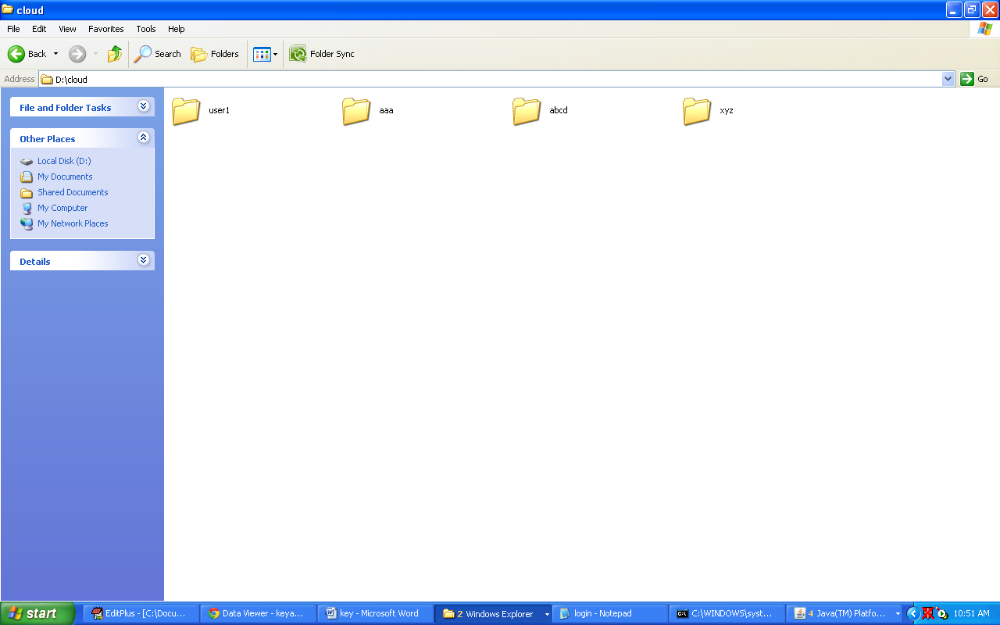 cloud
File Edit View Favorites Tools Help
Back Search Folders Folder Sync
Address D:\cloud Go
File and Folder Tasks
user1 aaa abcd xyz
Other Places
Local Disk (D:)
My Documents
Shared Documents
My Computer
My Network Places
Details
start EditPlus - [C:\Docu... Data Viewer - keya... key - Microsoft Word 2 Windows Explorer login - Notepad C:\WINDOWS\syst... 4 Java(TM) Platfo... 10:51 AM